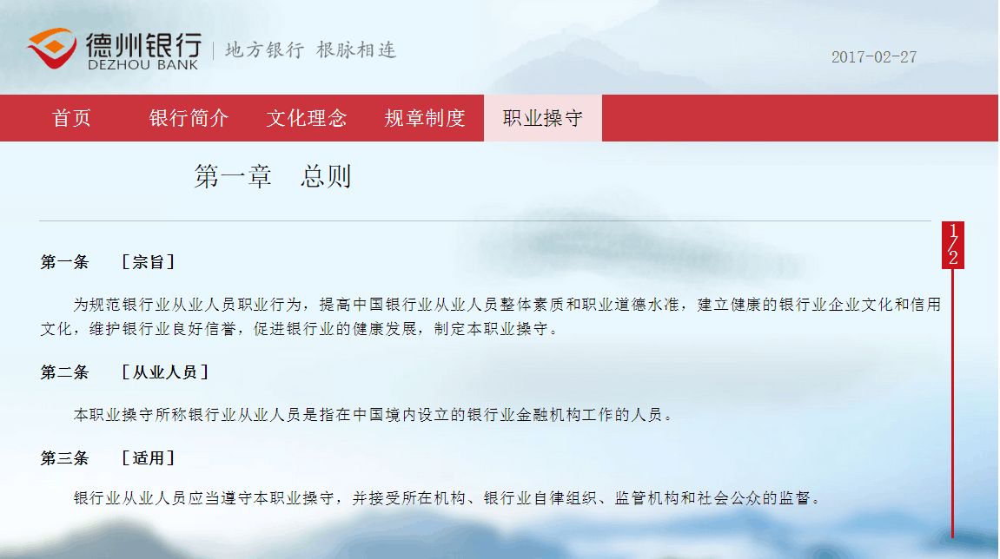 德州银行 地方银行 根脉相连
DEZHOU BANK
2017-02-27
首页 银行简介 文化理念 规章制度 职业操守
第一章 总则
1/2
第一条 [宗旨]
为规范银行业从业人员职业行为，提高中国银行业从业人员整体素质和职业道德水准，建立健康的银行业企业文化和信用
文化，维护银行业良好信誉，促进银行业的健康发展，制定本职业操守。
第二条 [从业人员]
本职业操守所称银行业从业人员是指在中国境内设立的银行业金融机构工作的人员。
第三条 [适用]
银行业从业人员应当遵守本职业操守，并接受所在机构、银行业自律组织、监管机构和社会公众的监督。